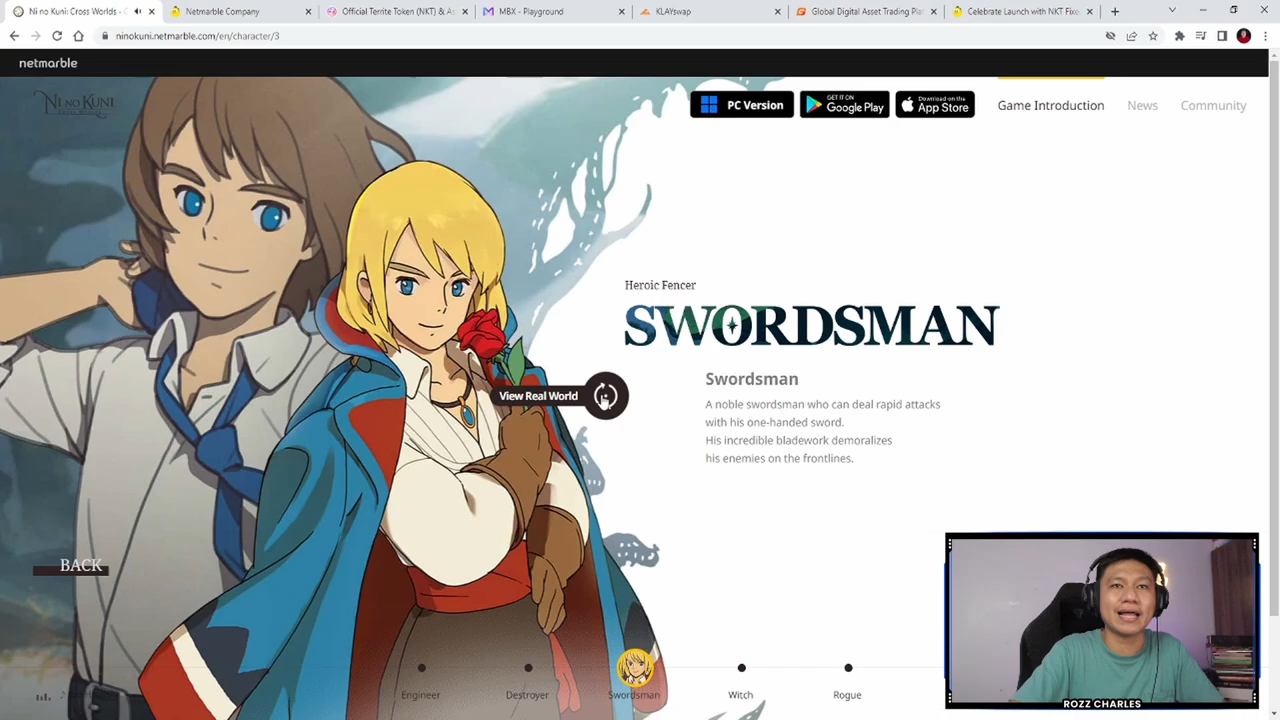 Ni no Kuni: Cross Worlds -
Netmarble Company
Official Territe Token (NKT) & As
MBX - Playground
KLAYswap
Global Digital Asset Trading Pla
Celebrate Launch with NKT Fixe
ninokuni.netmarble.com/en/character/3
netmarble
NI NO KUNI
CROSS WORLDS
PC Version
GET IT ON
Google Play
Download on the
App Store
Game Introduction
News
Community
Heroic Fencer
SWORDSMAN
Swordsman
View Real World
A noble swordsman who can deal rapid attacks
with his one-handed sword.
His incredible bladework demoralizes
his enemies on the frontlines.
BACK
Engineer
Destroyer
Swordsman
Witch
Rogue
ROZZ CHARLES